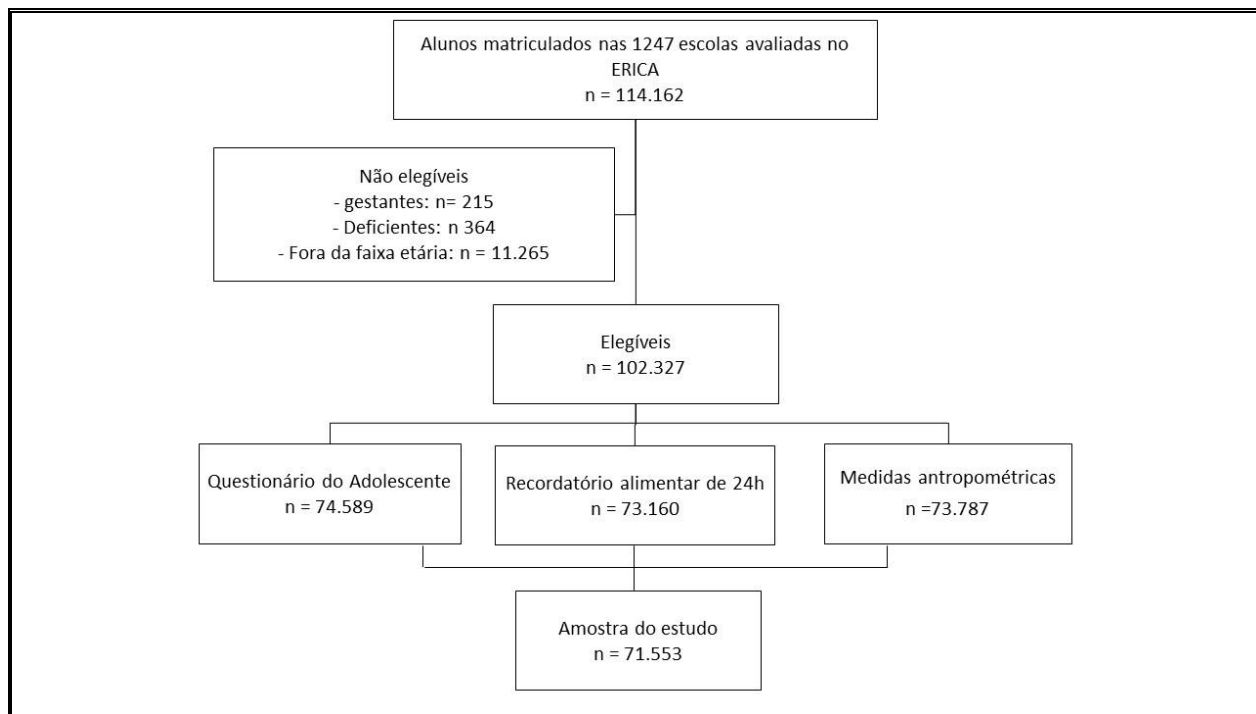 Alunos matriculados nas 1247 escolas avaliadas no
ERICA
n = 114.162
Não elegíveis
- gestantes: n= 215
- Deficientes: n 364
- Fora da faixa etária: n = 11.265
Elegíveis
n = 102.327
Questionário do Adolescente
n = 74.589
Recordatório alimentar de 24h
n = 73.160
Medidas antropométricas
n =73.787
Amostra do estudo
n = 71.553